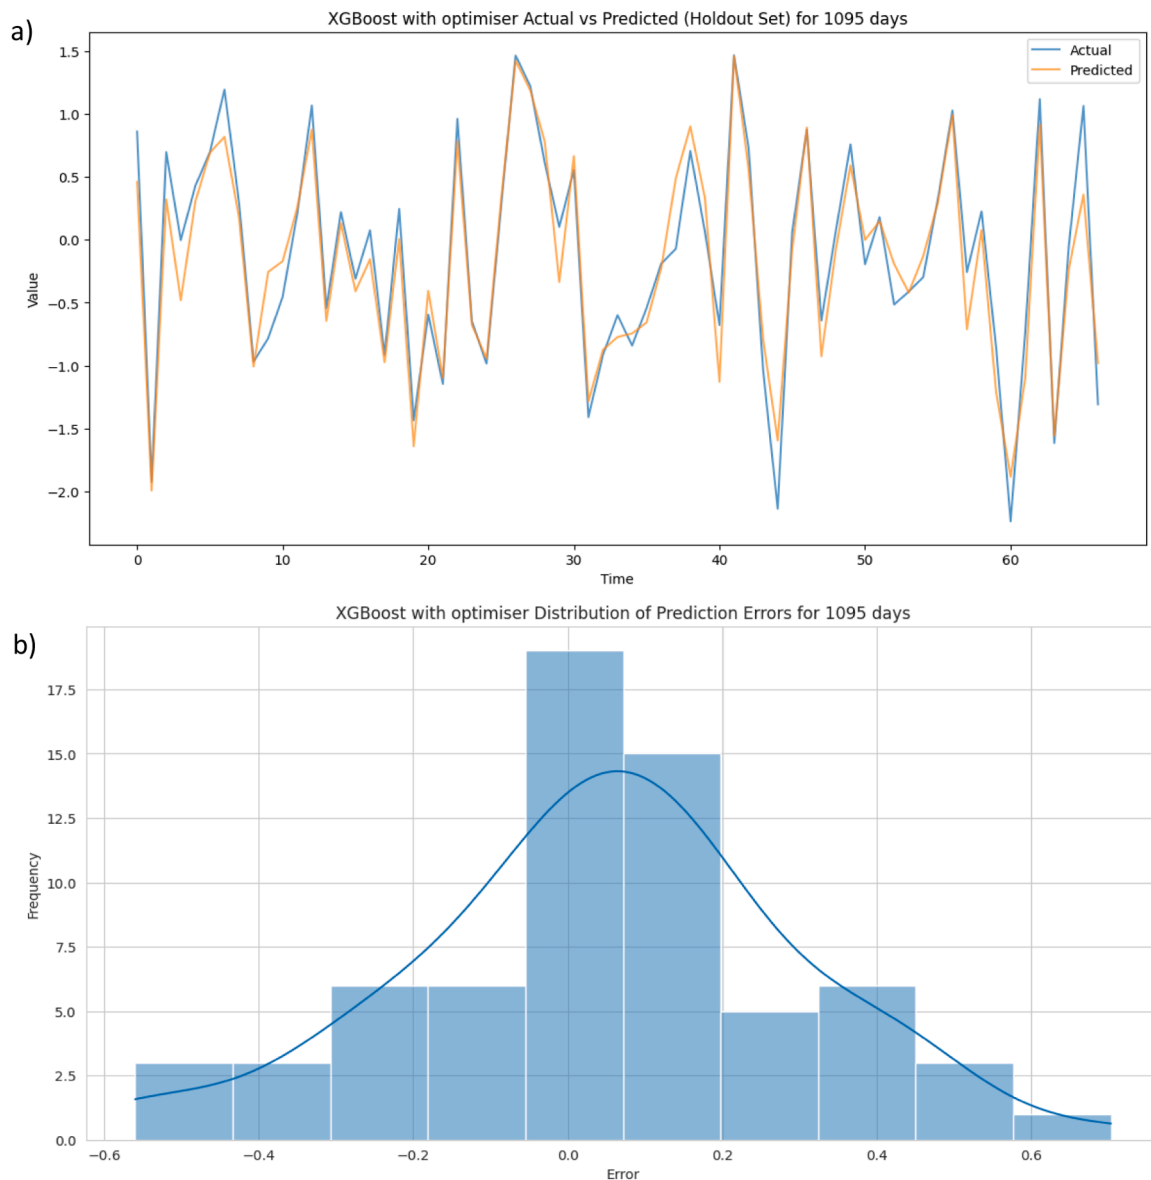 a)
XGBoost with optimiser Actual vs Predicted (Holdout Set) for 1095 days
Actual
Predicted
1.5
1.0
0.5
0.0
−0.5
−1.0
−1.5
−2.0
Value
0 10 20 30 40 50 60
Time
b)
XGBoost with optimiser Distribution of Prediction Errors for 1095 days
17.5
15.0
12.5
10.0
7.5
5.0
2.5
0.0
Frequency
−0.6 −0.4 −0.2 0.0 0.2 0.4 0.6
Error